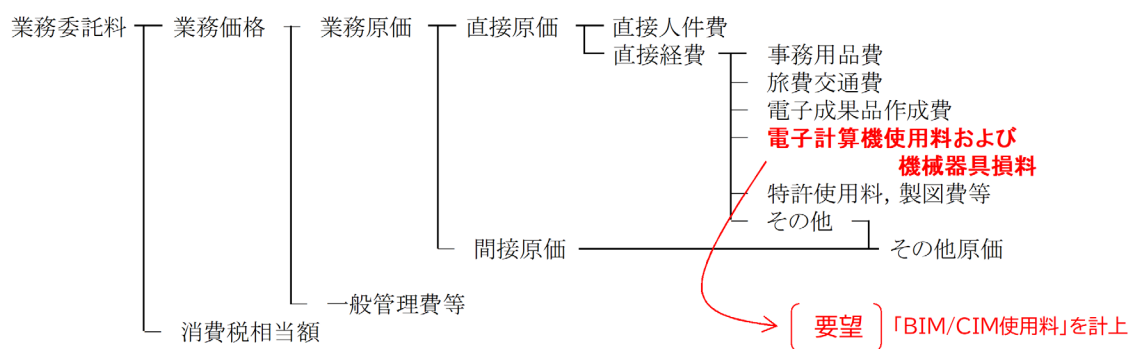 業務委託料 業務価格 業務原価 直接原価 直接人件費
直接経費 事務用品費
旅費交通費
電子成果品作成費
電子計算機使用料および
機械器具損料
特許使用料, 製図費等
その他
間接原価 その他原価
一般管理費等
消費税相当額
要望 「BIM/CIM使用料」を計上